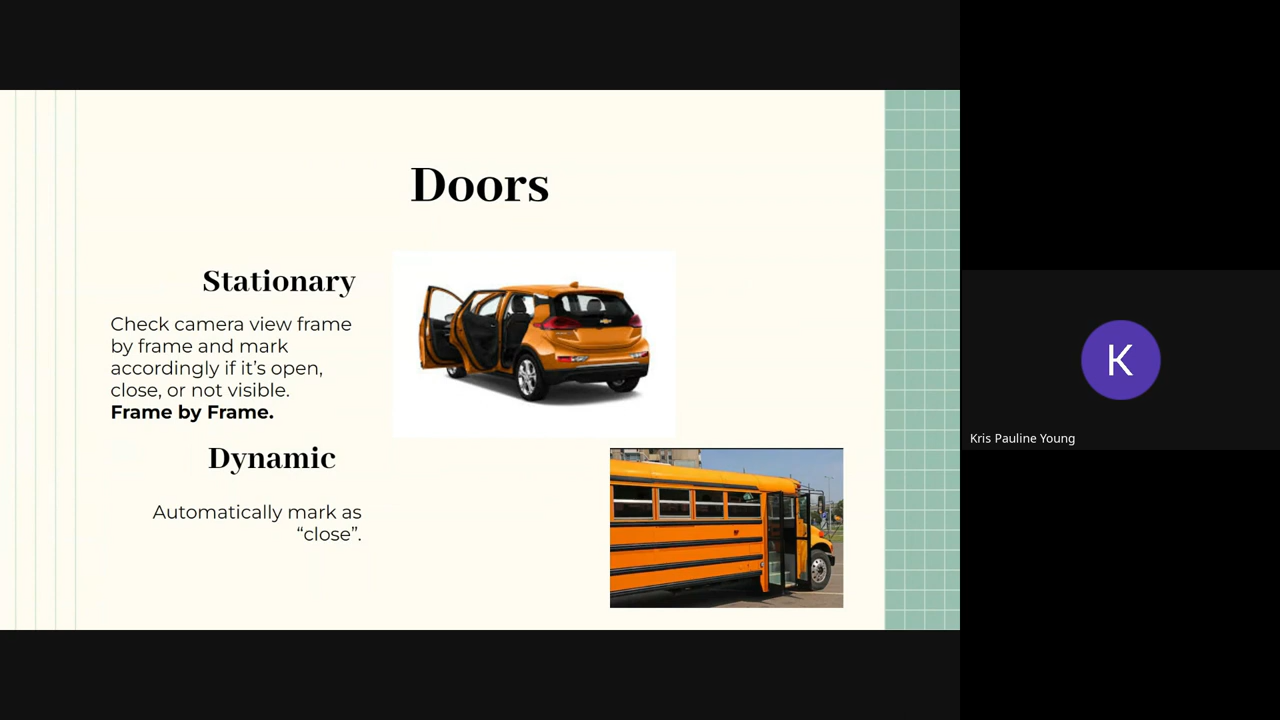 Doors
Stationary
Check camera view frame
by frame and mark
accordingly if it's open,
close, or not visible.
Frame by Frame.
Dynamic
Automatically mark as
“close”.
K
Kris Pauline Young